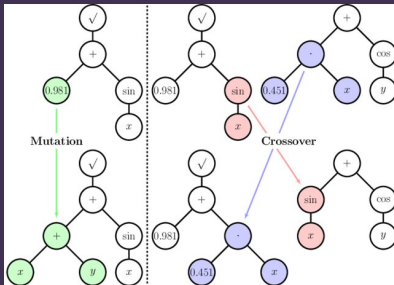 √ √ +
+ + · cos
0.981 sin 0.981 sin 0.451 x y
x x
Mutation Crossover
√ √ +
+ + sin cos
+ sin 0.981 · x y
x y x 0.451 x